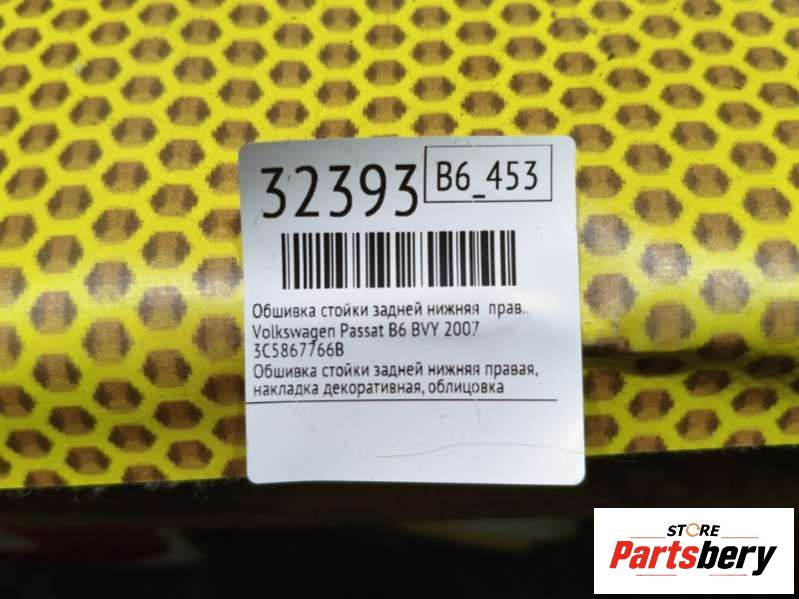 32393
B6_453
Обшивка стойки задней нижняя прав..
Volkswagen Passat B6 BVY 2007
3C5867766B
Обшивка стойки задней нижняя правая,
накладка декоративная, облицовка
STORE
Partsbery